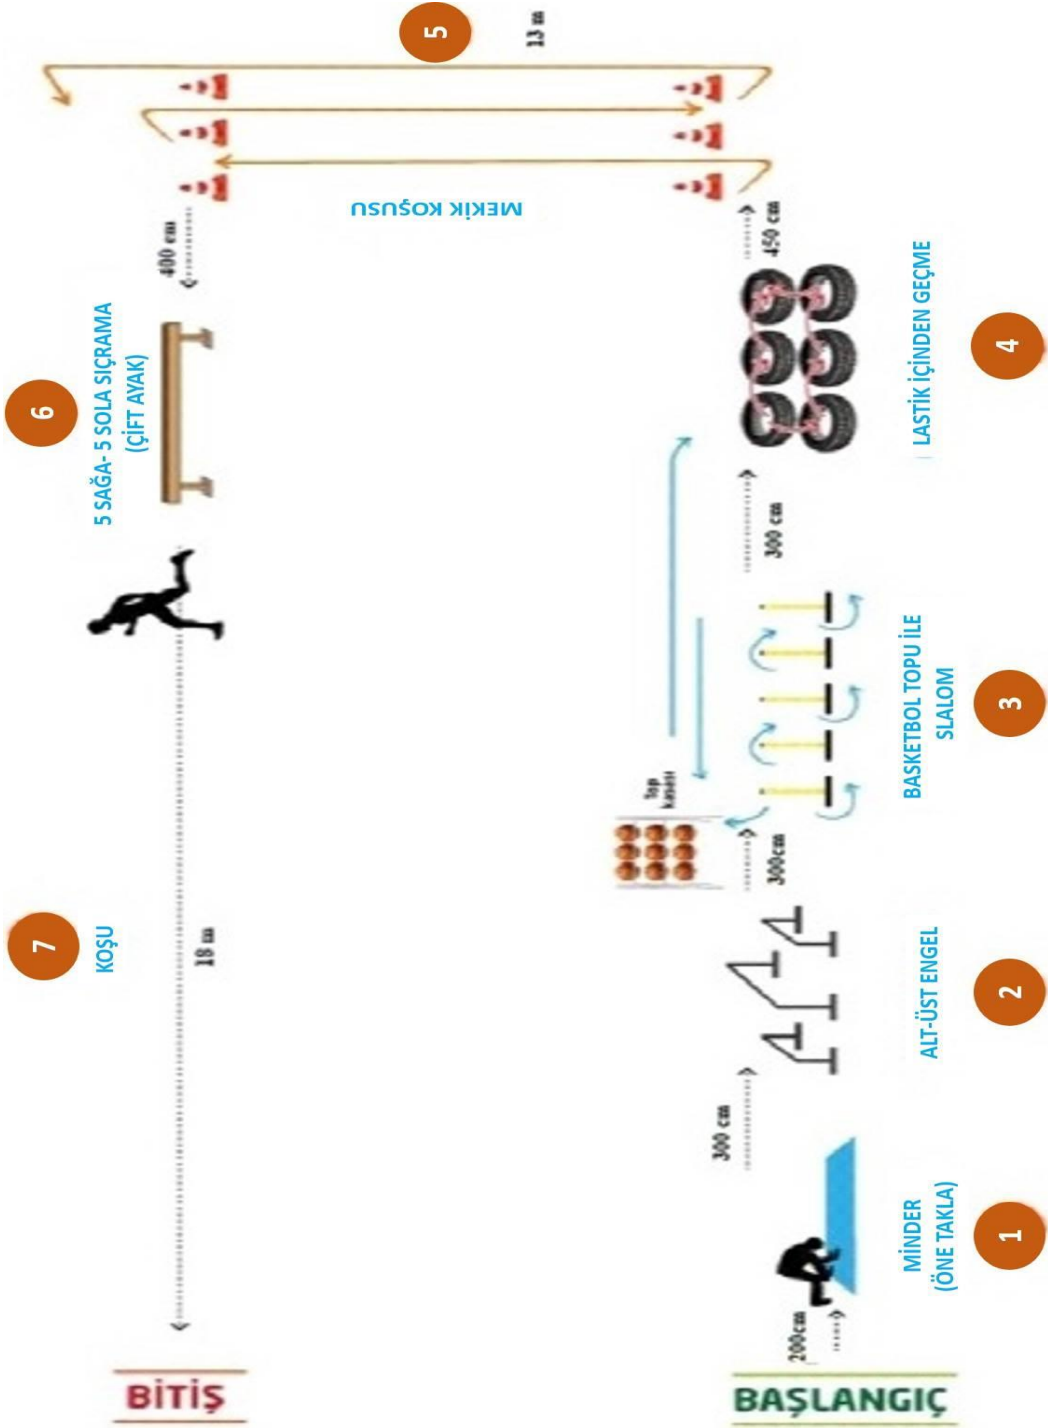 BAŞLANGIÇ
200cm
1
MİNDER
(ÖNE TAKLA)
300 cm
2
ALT-ÜST ENGEL
300cm
Top
kasası
3
BASKETBOL TOPU İLE
SLALOM
300 cm
4
LASTİK İÇİNDEN GEÇME
450 cm
5
13 m
MEKİK KOŞUSU
400 cm
6
5 SAĞA- 5 SOLA SIÇRAMA
(ÇİFT AYAK)
7
KOŞU
18 m
BİTİŞ